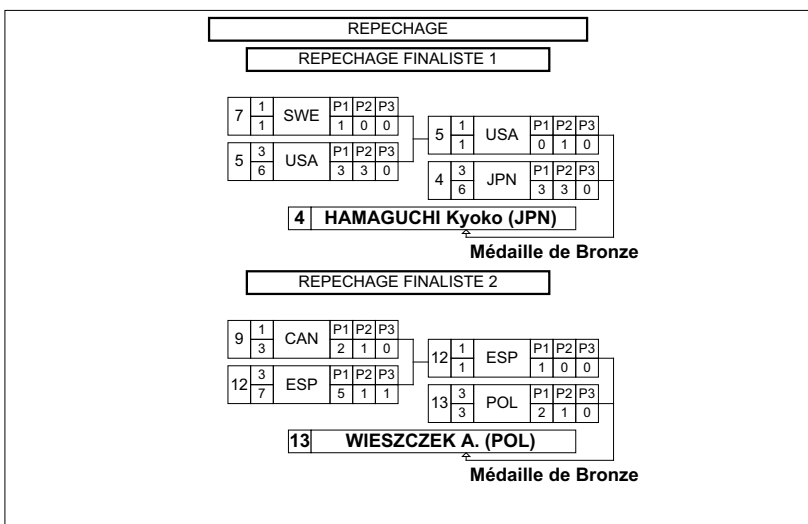 REPECHAGE
REPECHAGE FINALISTE 1
7 1 SWE P1 P2 P3
1 1 0 0
5 3 USA P1 P2 P3
6 3 3 0
5 1 USA P1 P2 P3
1 0 1 0
4 3 JPN P1 P2 P3
6 3 3 0
4 HAMAGUCHI Kyoko (JPN)
Médaille de Bronze
REPECHAGE FINALISTE 2
9 1 CAN P1 P2 P3
3 2 1 0
12 3 ESP P1 P2 P3
7 5 1 1
12 1 ESP P1 P2 P3
1 1 0 0
13 3 POL P1 P2 P3
3 2 1 0
13 WIESZCZEK A. (POL)
Médaille de Bronze